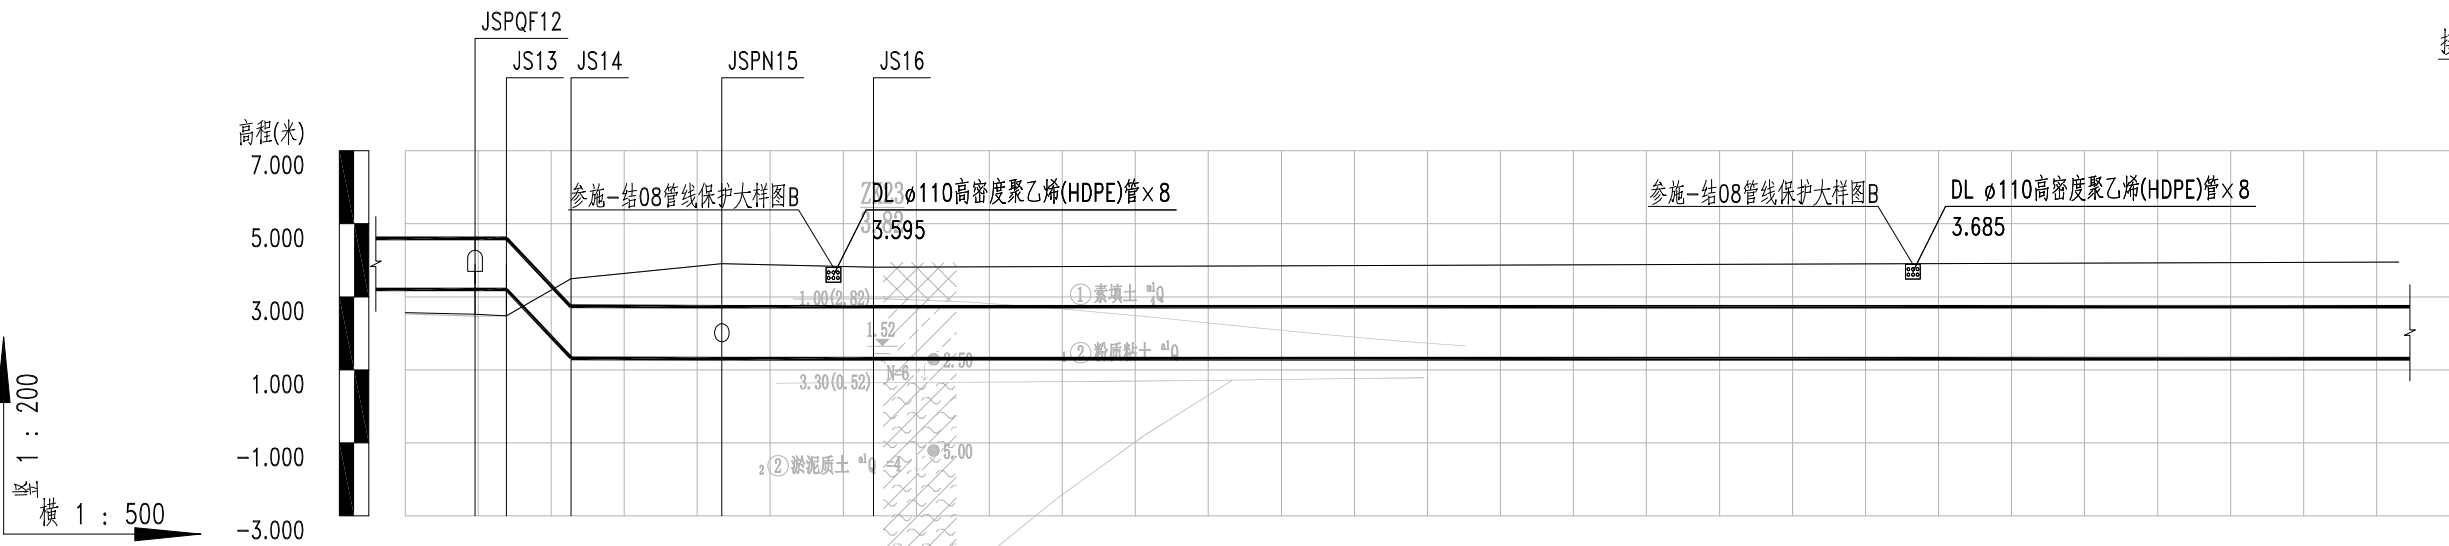 JSPQF12
JS13
JS14
JSPN15
JS16
高程(米)
7.000
5.000
3.000
1.000
-1.000
-3.000
竖 1 : 200
横 1 : 500
参施-结08管线保护大样图B
DL ø110高密度聚乙烯(HDPE)管×8
3.595
参施-结08管线保护大样图B
DL ø110高密度聚乙烯(HDPE)管×8
3.685
1.00(2.82)
①素填土
1.52
②粉质粘土
2.50
N=6
3.30(0.52)
5.00
2②淤泥质土